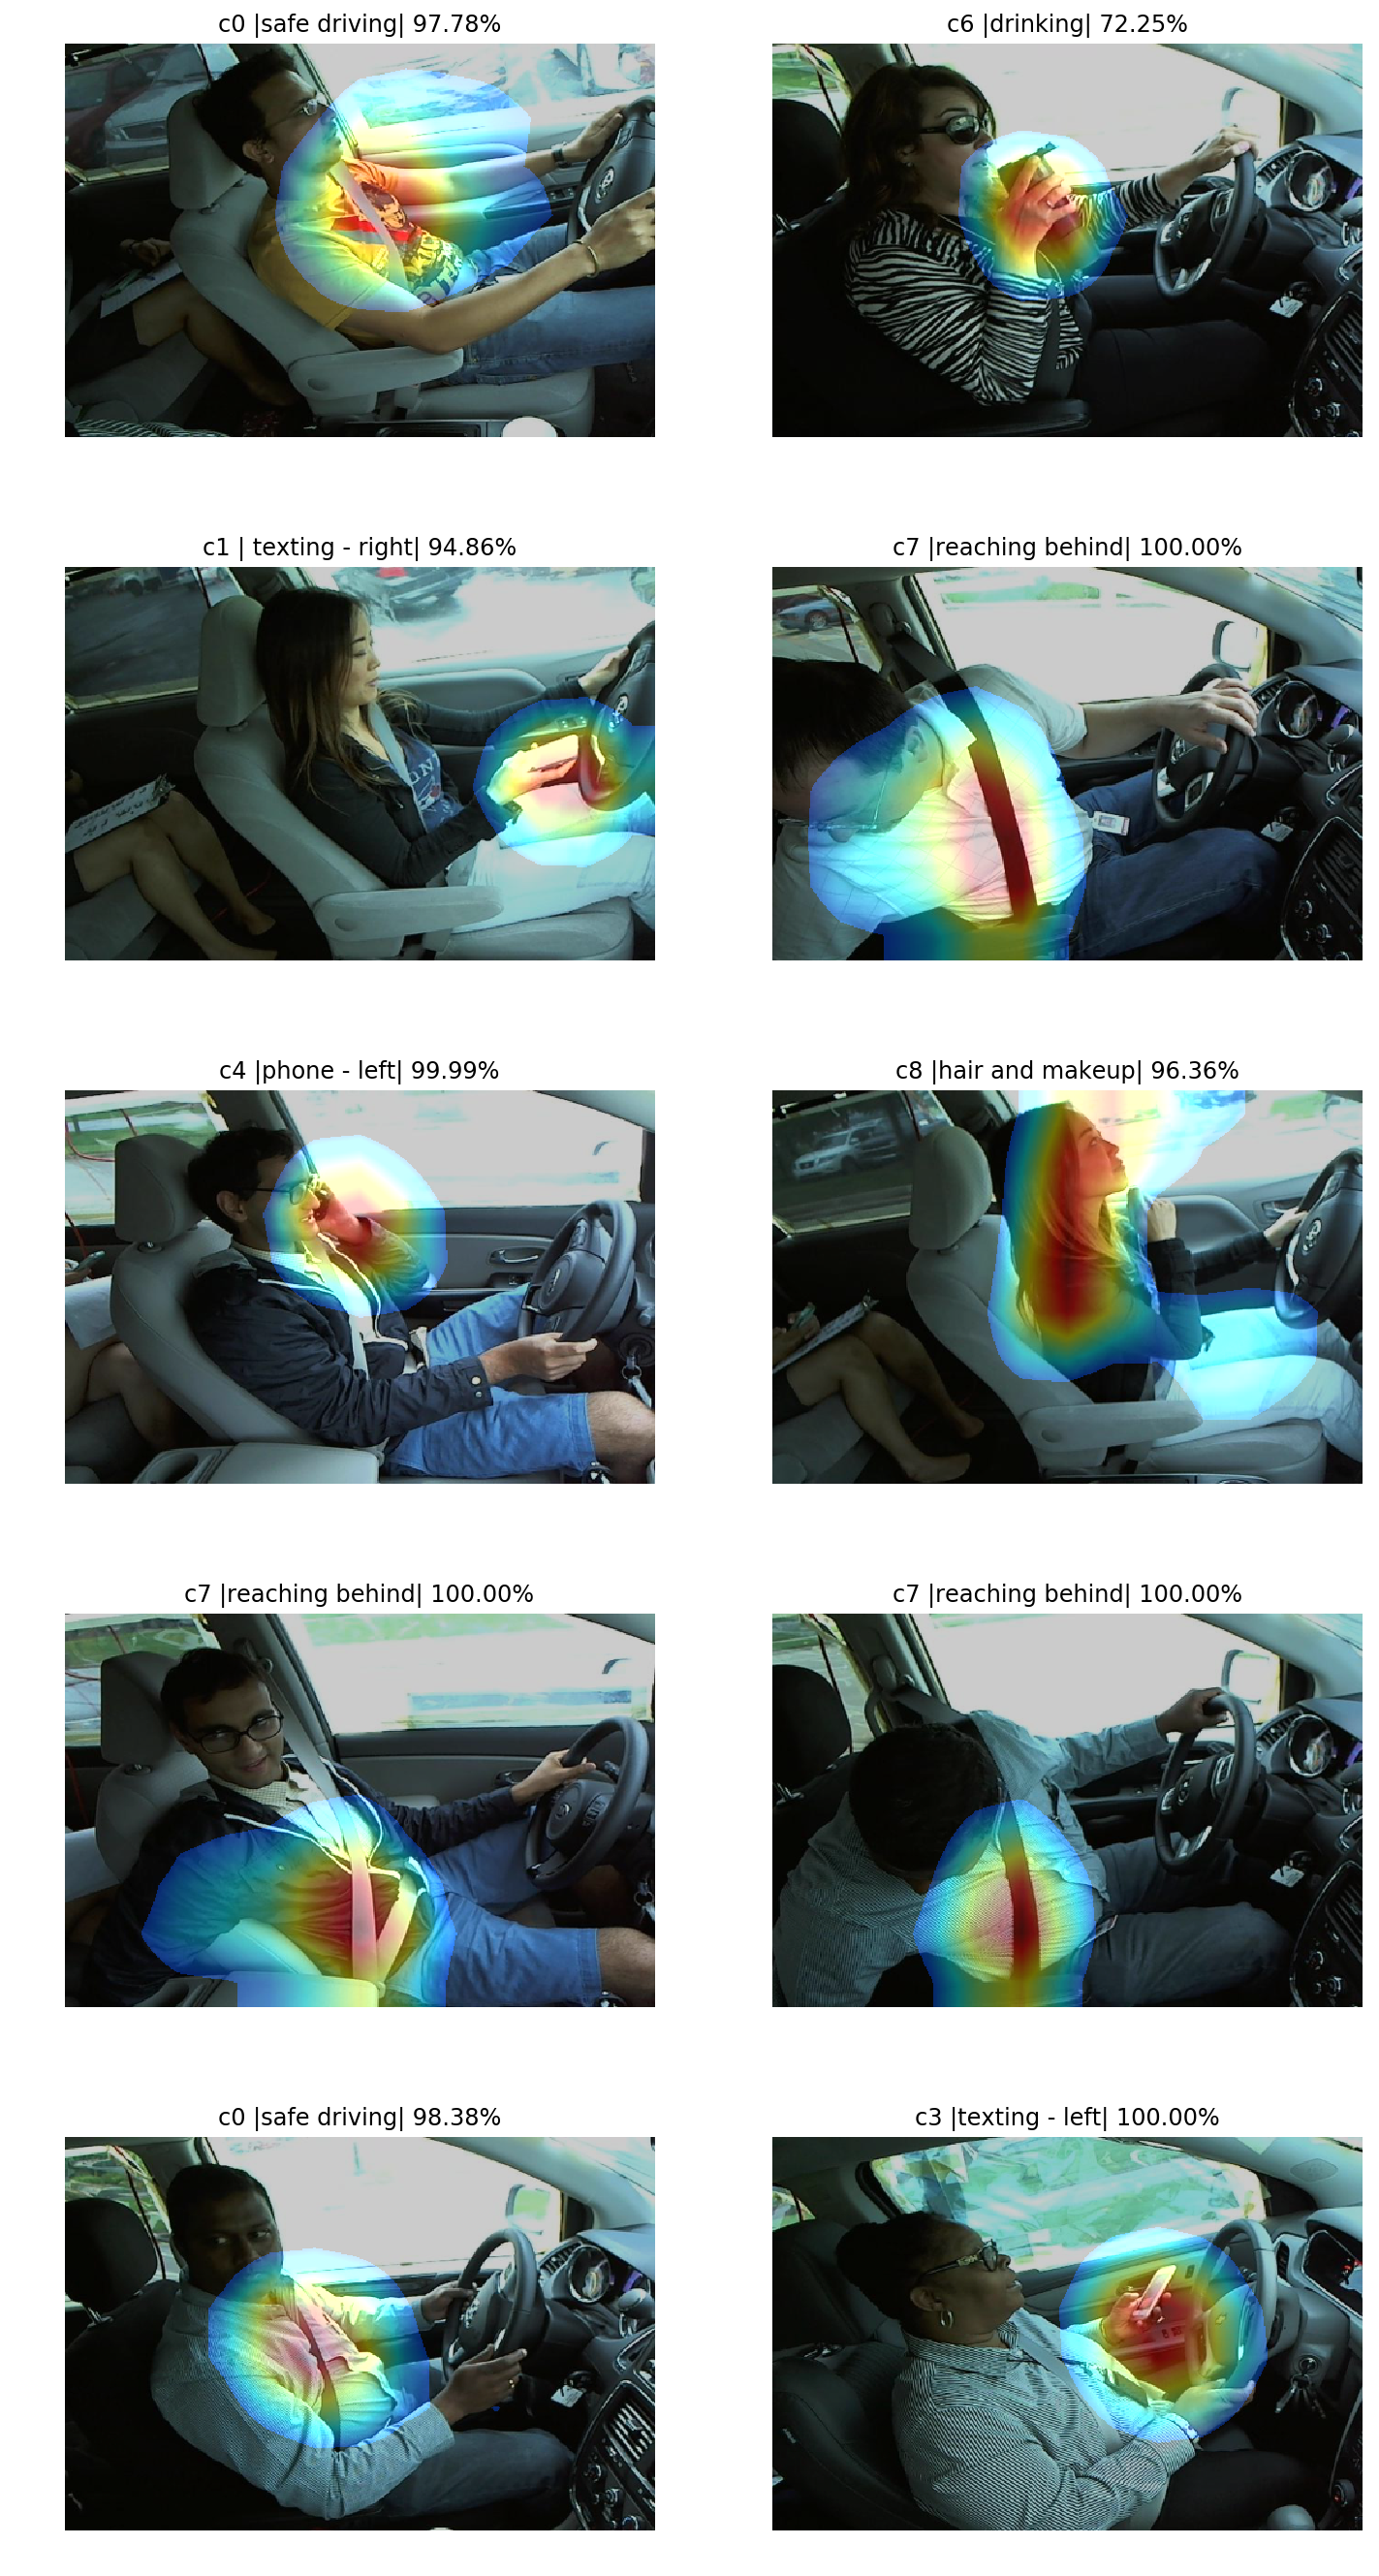 c0 |safe driving| 97.78%
c6 |drinking| 72.25%
c1 | texting - right| 94.86%
c7 |reaching behind| 100.00%
c4 |phone - left| 99.99%
c8 |hair and makeup| 96.36%
c7 |reaching behind| 100.00%
c7 |reaching behind| 100.00%
c0 |safe driving| 98.38%
c3 |texting - left| 100.00%